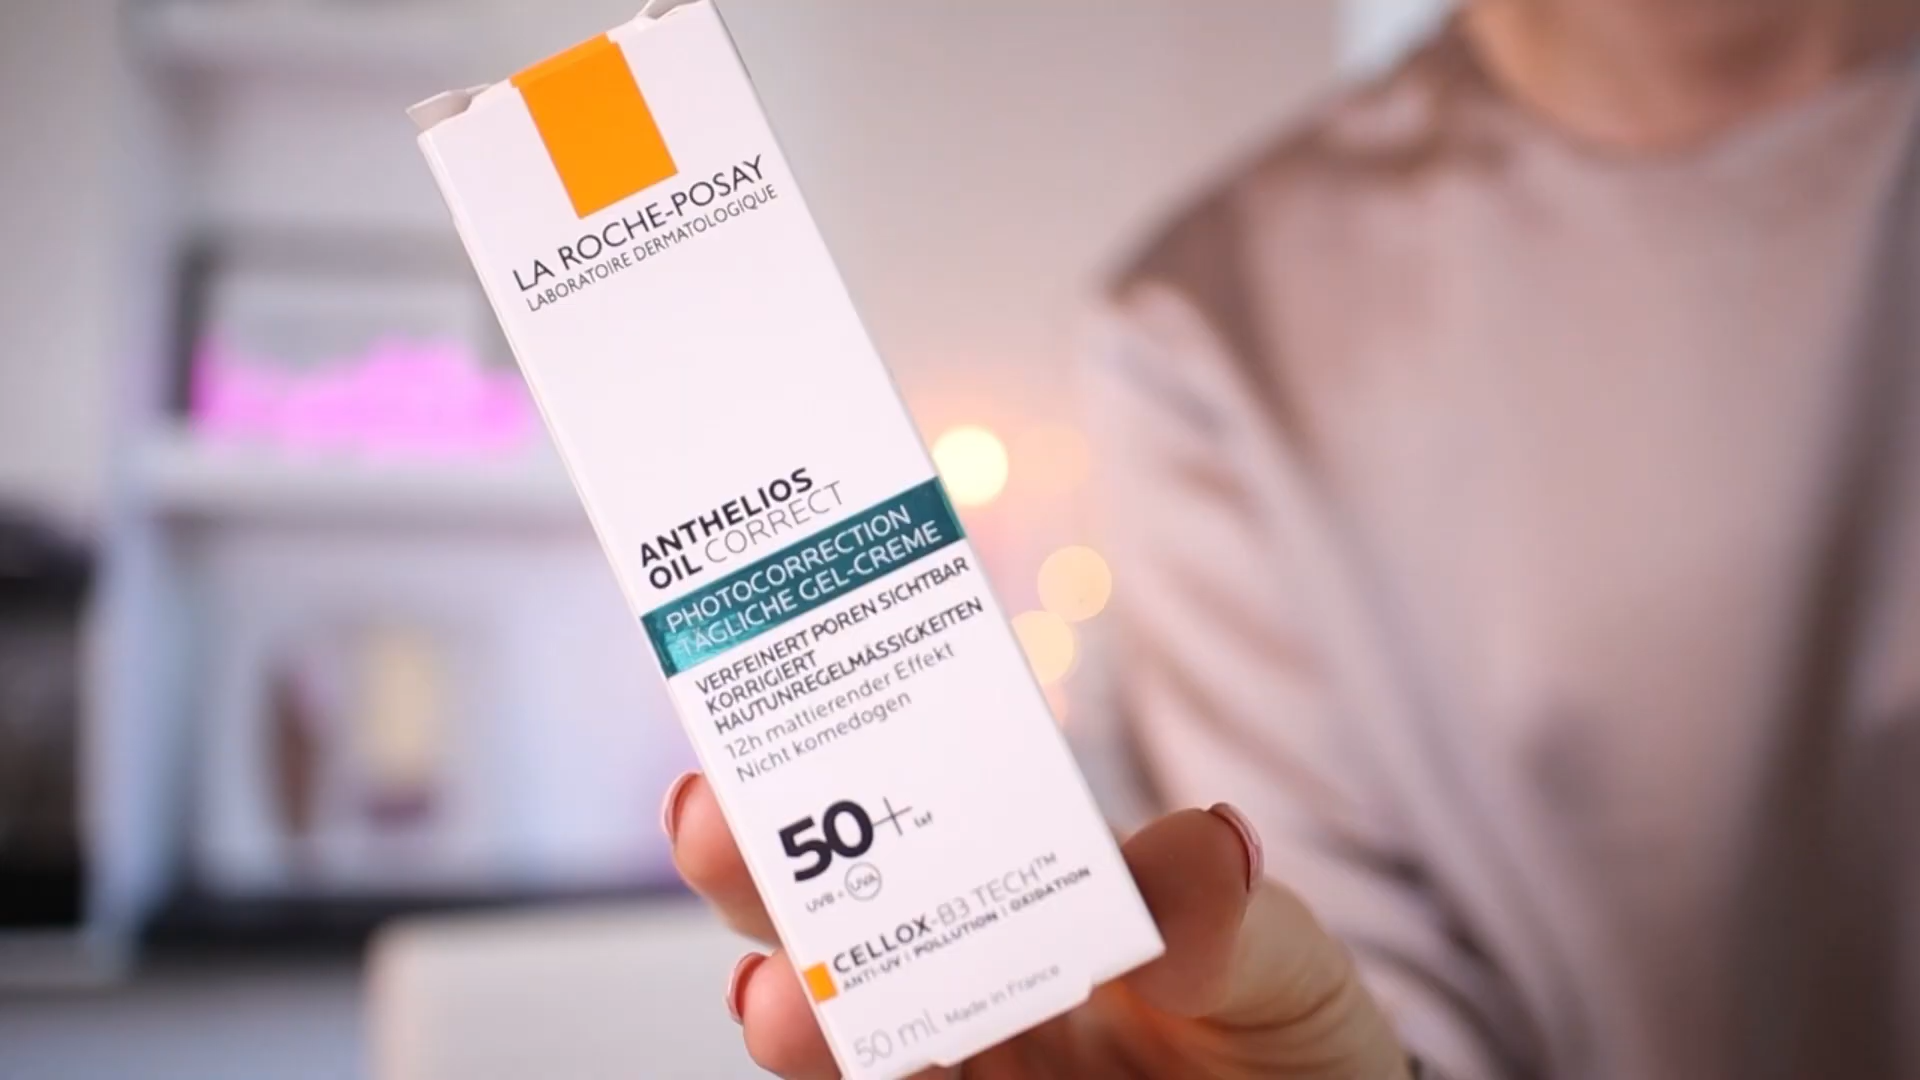 LA ROCHE-POSAY
LABORATOIRE DERMATOLOGIQUE
ANTHELIOS
OIL CORRECT
PHOTOCORRECTION
TÄGLICHE GEL-CREME
VERFEINERT POREN SICHTBAR
KORRIGIERT
HAUTUNREGELMÄSSIGKEITEN
12h mattierender Effekt
Nicht komedogen
50+ LSF
UVB + UVA
CELLOX-B3 TECH™
ANTI-UV | POLLUTION | OXIDATION
50 ml Made in France